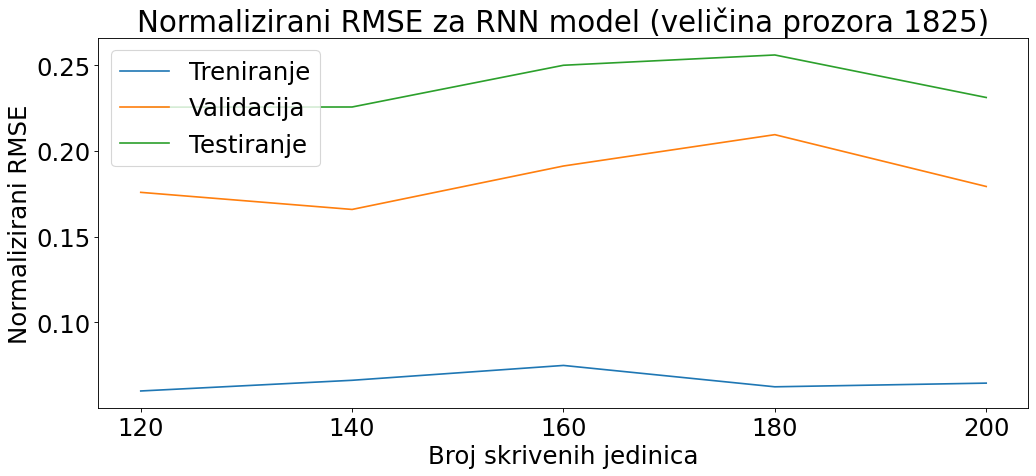 Normalizirani RMSE za RNN model (veličina prozora 1825)
Normalizirani RMSE
0.25
0.20
0.15
0.10
Treniranje
Validacija
Testiranje
120 140 160 180 200
Broj skrivenih jedinica